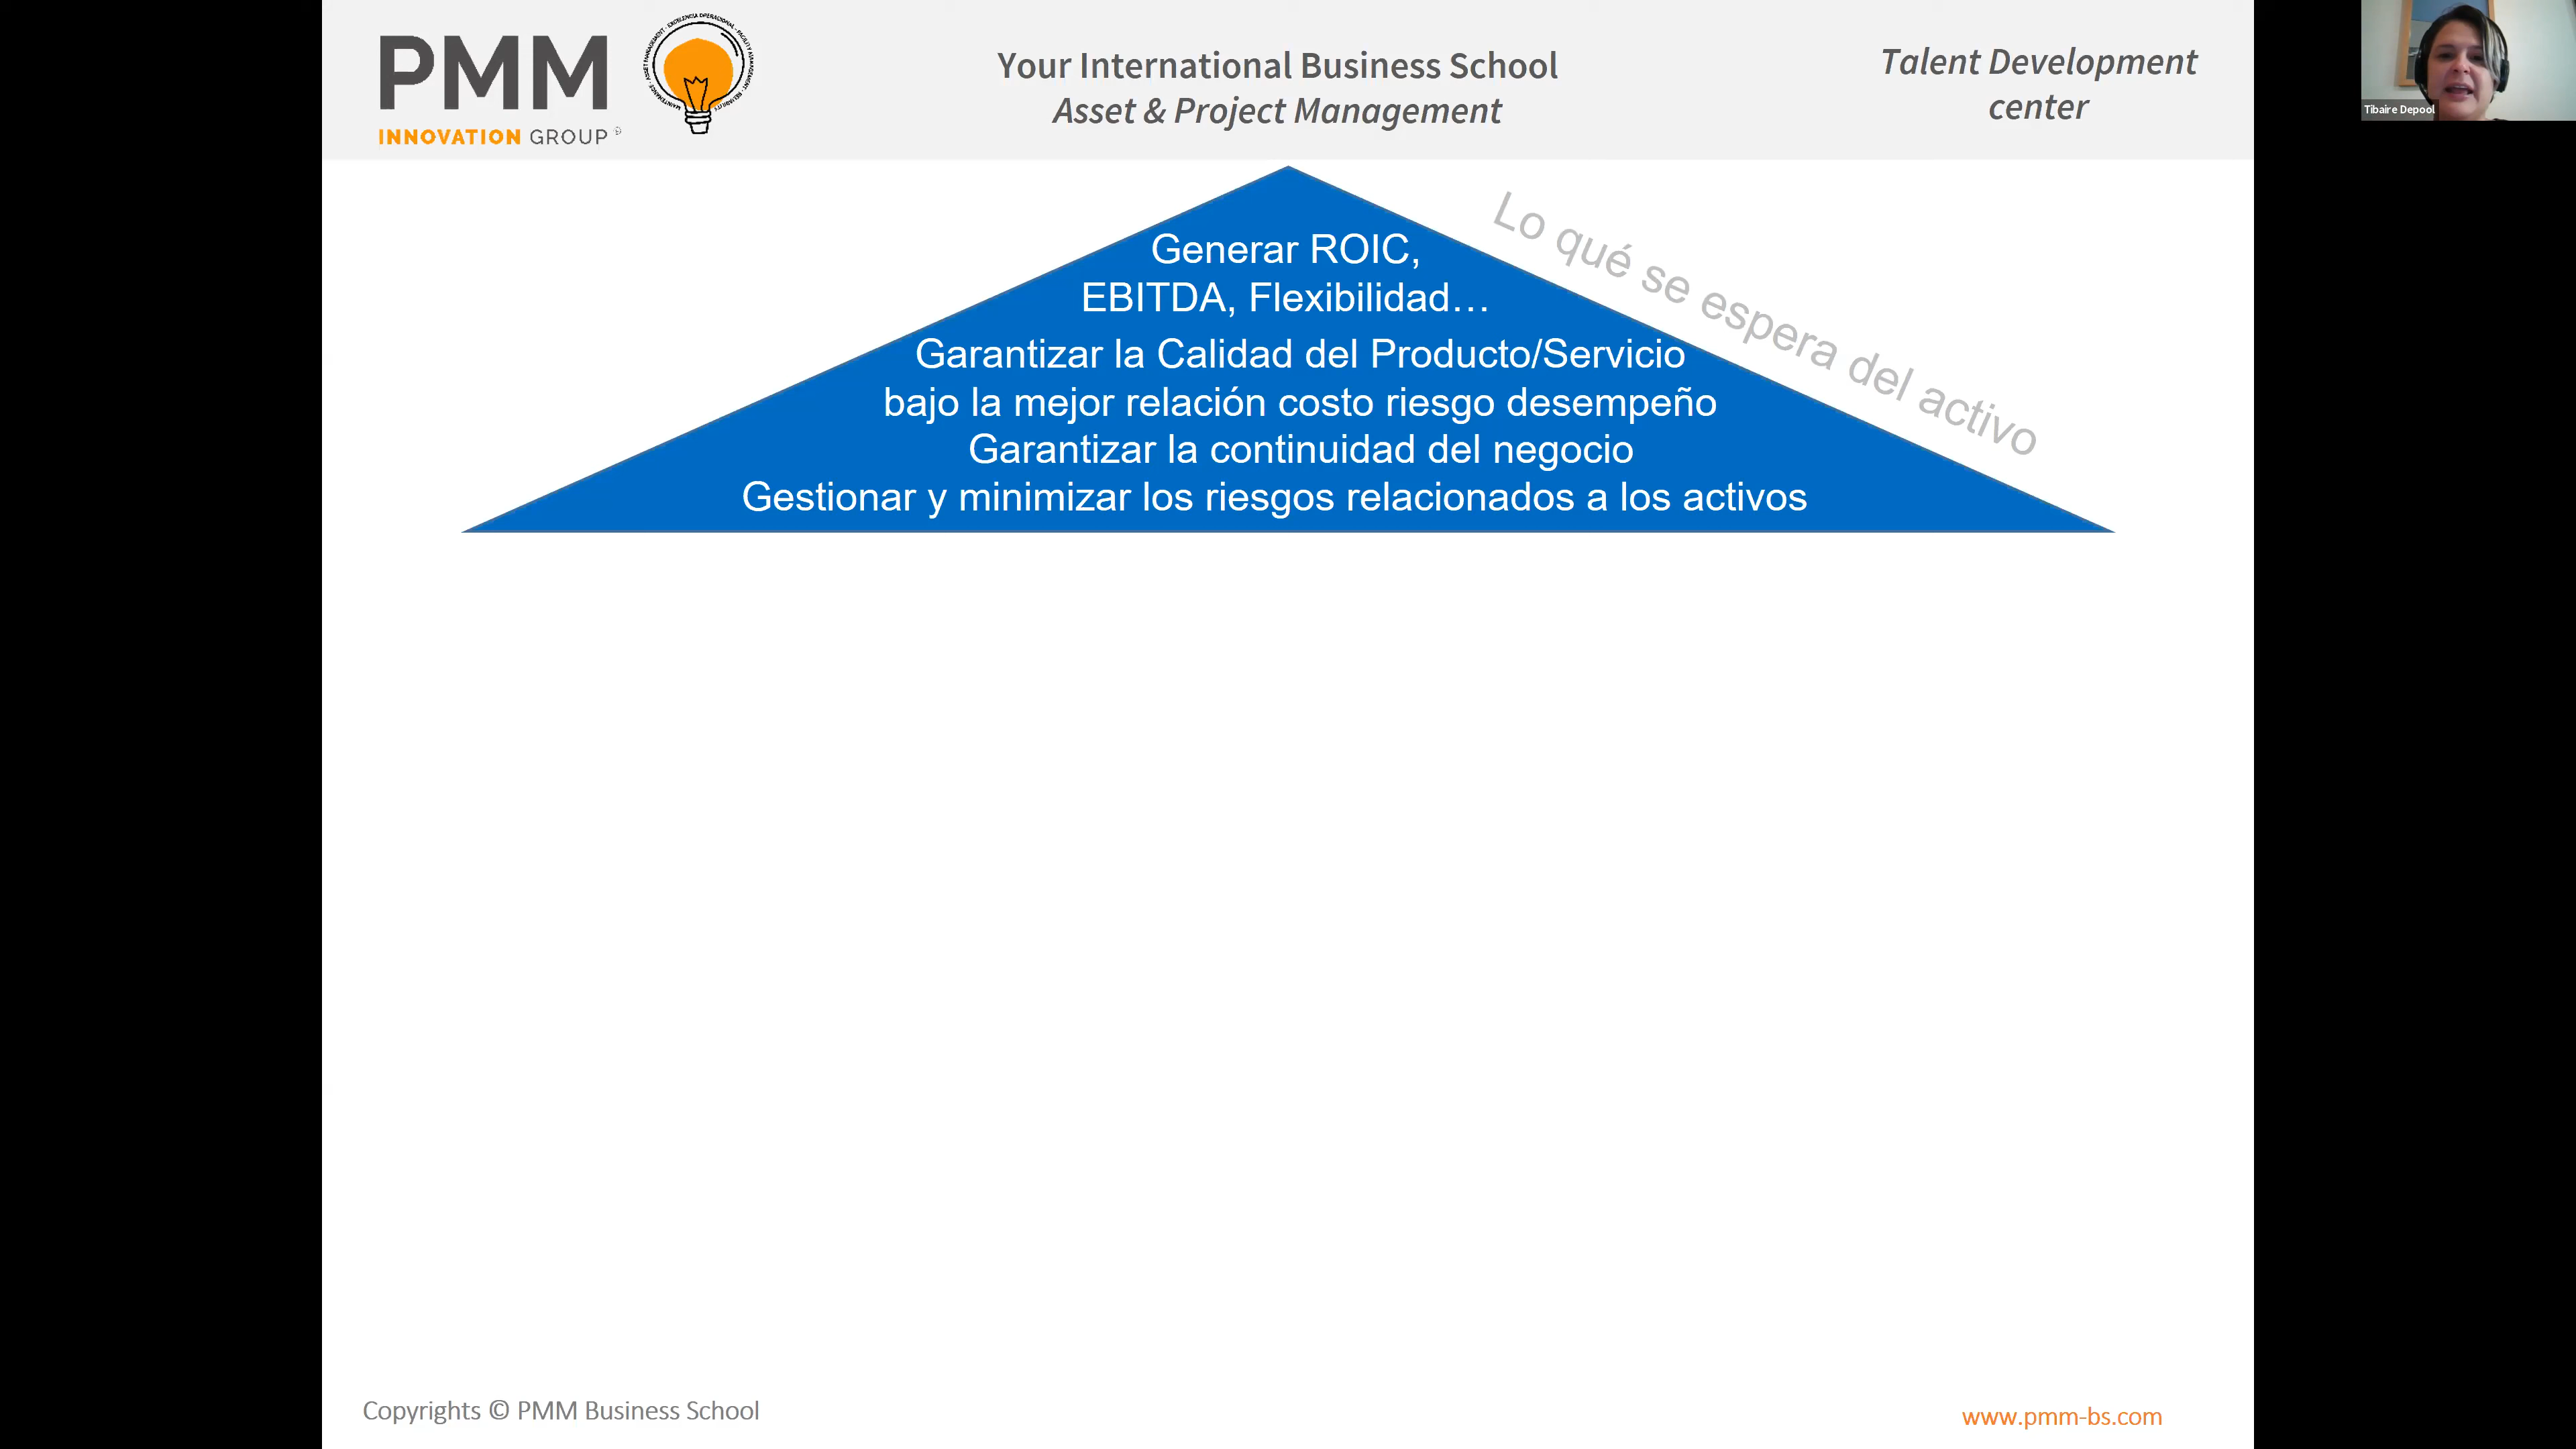 PMM
INNOVATION GROUP
Your International Business School
Asset & Project Management
Talent Development
center
Tibaire Depool
Generar ROIC,
EBITDA, Flexibilidad…
Garantizar la Calidad del Producto/Servicio
bajo la mejor relación costo riesgo desempeño
Garantizar la continuidad del negocio
Gestionar y minimizar los riesgos relacionados a los activos
Lo qué se espera del activo
Copyrights © PMM Business School
www.pmm-bs.com